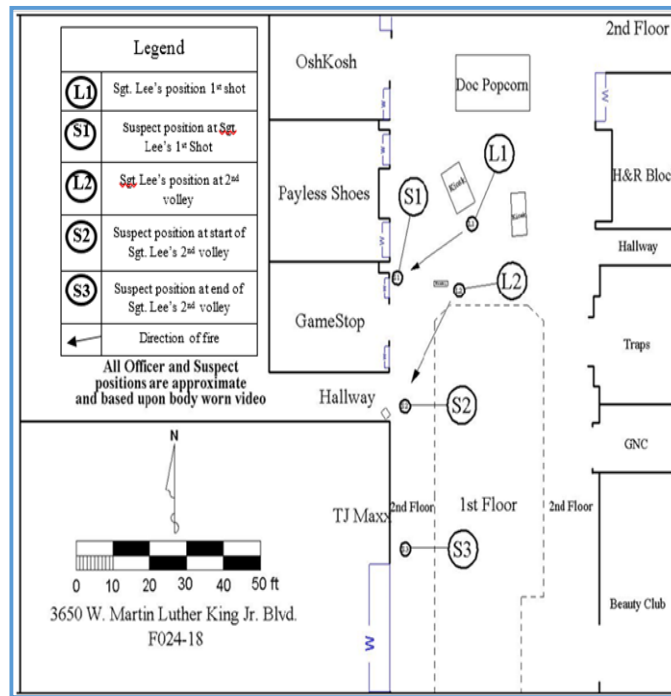 Legend
L1 Sgt. Lee's position 1st shot
S1 Suspect position at Sgt
Lee's 1st Shot
L2 Sgt. Lee's position at 2nd
volley
S2 Suspect position at start of
Sgt. Lee's 2nd volley
S3 Suspect position at end of
Sgt. Lee's 2nd volley
Direction of fire
All Officer and Suspect
positions are approximate
and based upon body worn video
2nd Floor
OshKosh
Doc Popcorn
W
H&R Bloc
Payless Shoes
Kiosk
Kiosk
L1
S1
Hallway
L2
GameStop
Traps
Hallway
S2
GNC
TJ Maxx
2nd Floor
1st Floor
2nd Floor
S3
Beauty Club
W
N
0 10 20 30 40 50 ft
3650 W. Martin Luther King Jr. Blvd.
F024-18